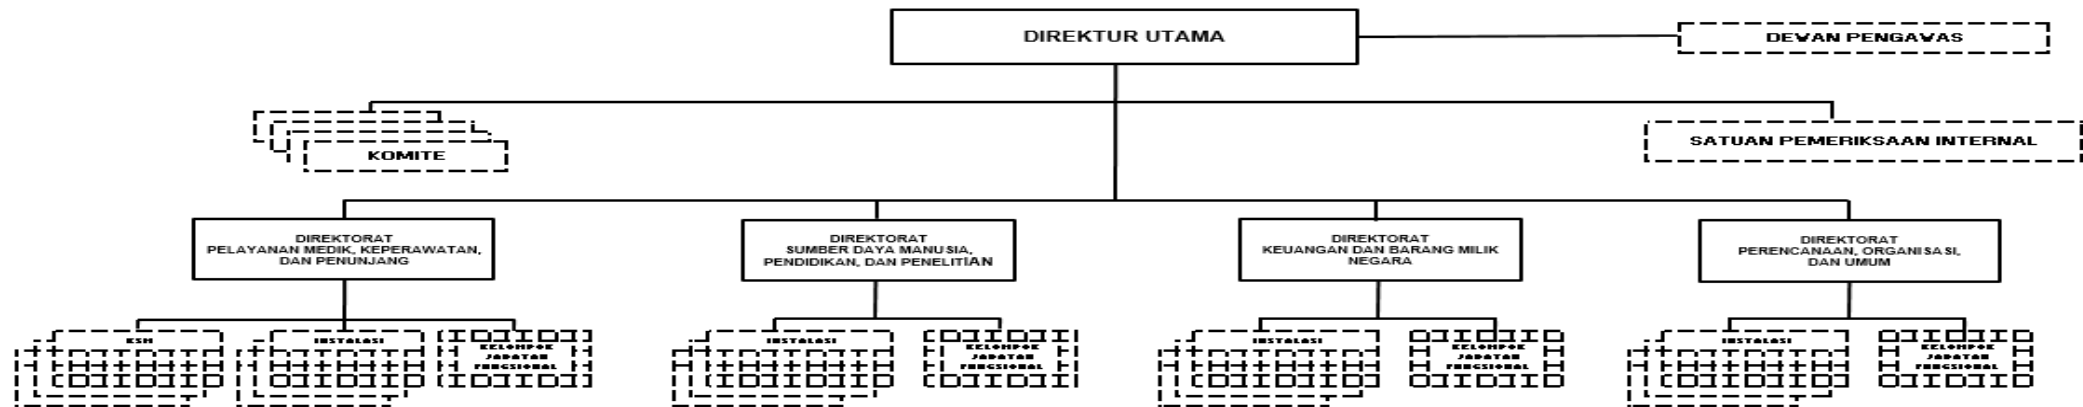 DIREKTUR UTAMA
DEWAN PENGAWAS
KOMITE
SATUAN PEMERIKSAAN INTERNAL
DIREKTORAT
PELAYANAN MEDIK, KEPERAWATAN,
DAN PENUNJANG
DIREKTORAT
SUMBER DAYA MANUSIA,
PENDIDIKAN, DAN PENELITIAN
DIREKTORAT
KEUANGAN DAN BARANG MILIK
NEGARA
DIREKTORAT
PERENCANAAN, ORGANISASI,
DAN UMUM
KSM
INSTALASI
KELOMPOK
JABATAN
FUNGSIONAL
INSTALASI
KELOMPOK
JABATAN
FUNGSIONAL
INSTALASI
KELOMPOK
JABATAN
FUNGSIONAL
INSTALASI
KELOMPOK
JABATAN
FUNGSIONAL